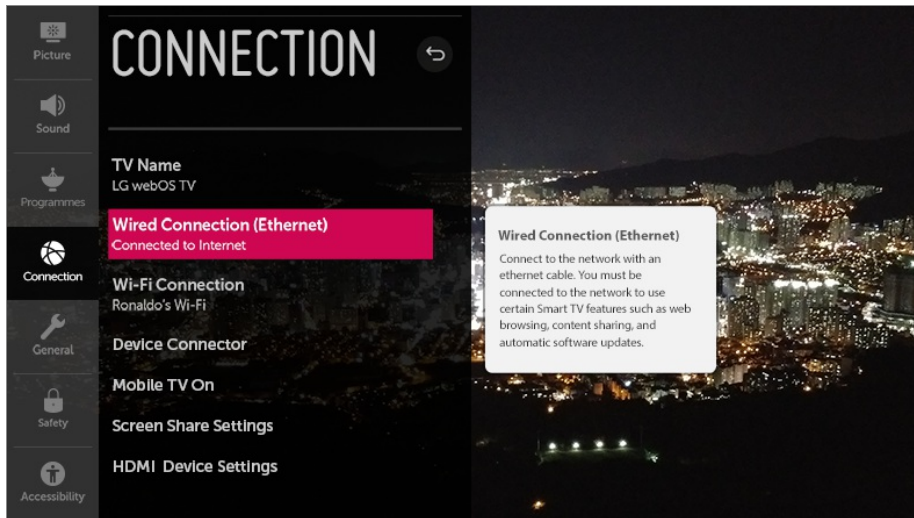 Picture
Sound
Programmes
Connection
General
Safety
Accessibility
CONNECTION
TV Name
LG webOS TV
Wired Connection (Ethernet)
Connected to Internet
Wi-Fi Connection
Ronaldo's Wi-Fi
Device Connector
Mobile TV On
Screen Share Settings
HDMI Device Settings
Wired Connection (Ethernet)
Connect to the network with an
ethernet cable. You must be
connected to the network to use
certain Smart TV features such as web
browsing, content sharing, and
automatic software updates.